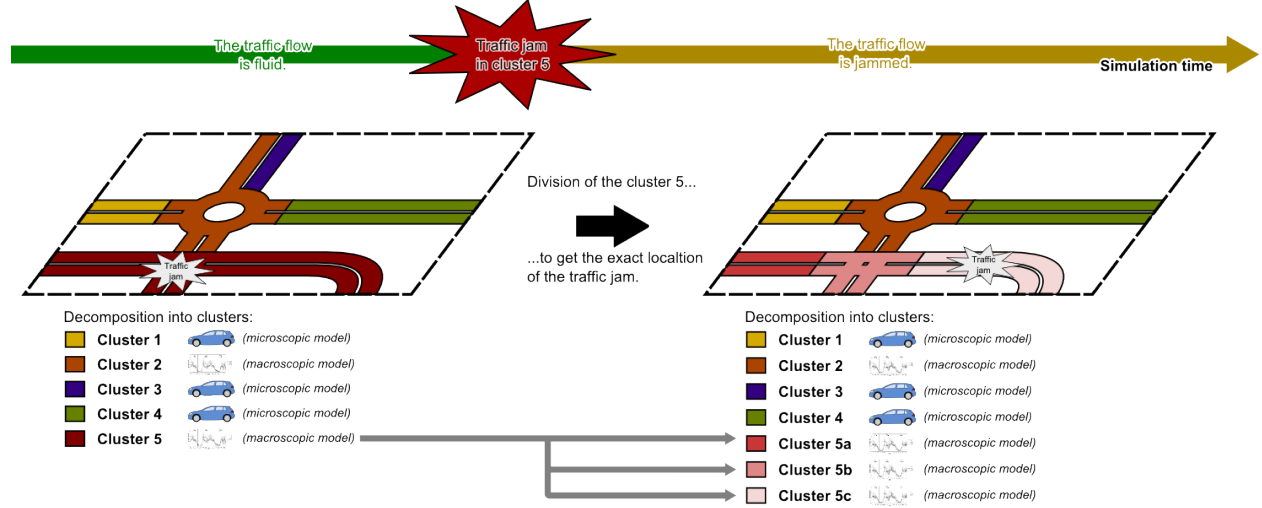 The traffic flow
is fluid.
Traffic jam
in cluster 5
The traffic flow
is jammed.
Simulation time
Traffic
jam
Division of the cluster 5...
...to get the exact localtion
of the traffic jam.
Traffic
jam
Decomposition into clusters:
Cluster 1 (microscopic model)
Cluster 2 (macroscopic model)
Cluster 3 (microscopic model)
Cluster 4 (microscopic model)
Cluster 5 (macroscopic model)
Decomposition into clusters:
Cluster 1 (microscopic model)
Cluster 2 (macroscopic model)
Cluster 3 (microscopic model)
Cluster 4 (microscopic model)
Cluster 5a (macroscopic model)
Cluster 5b (macroscopic model)
Cluster 5c (macroscopic model)